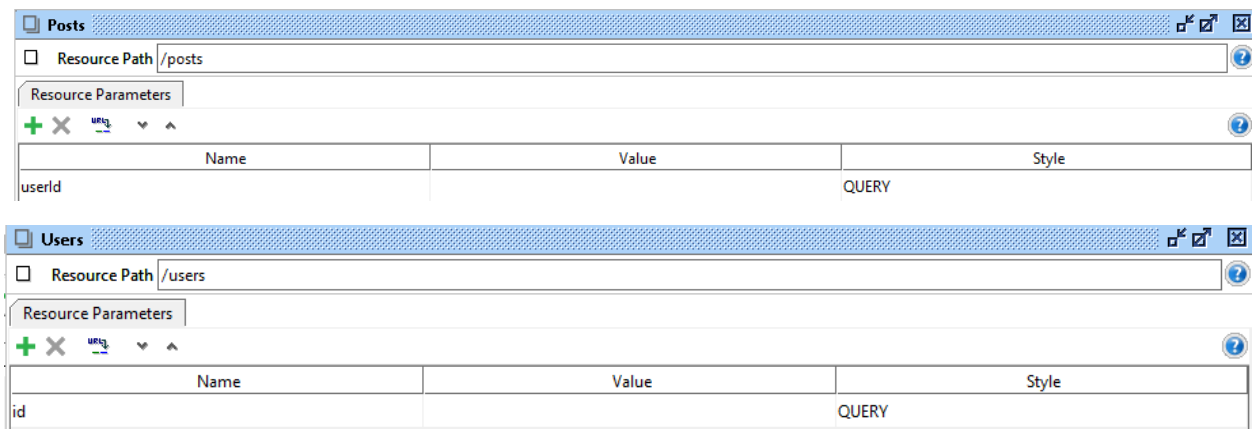 Posts
Resource Path /posts
Resource Parameters
Name Value Style
userId QUERY
Users
Resource Path /users
Resource Parameters
Name Value Style
id QUERY